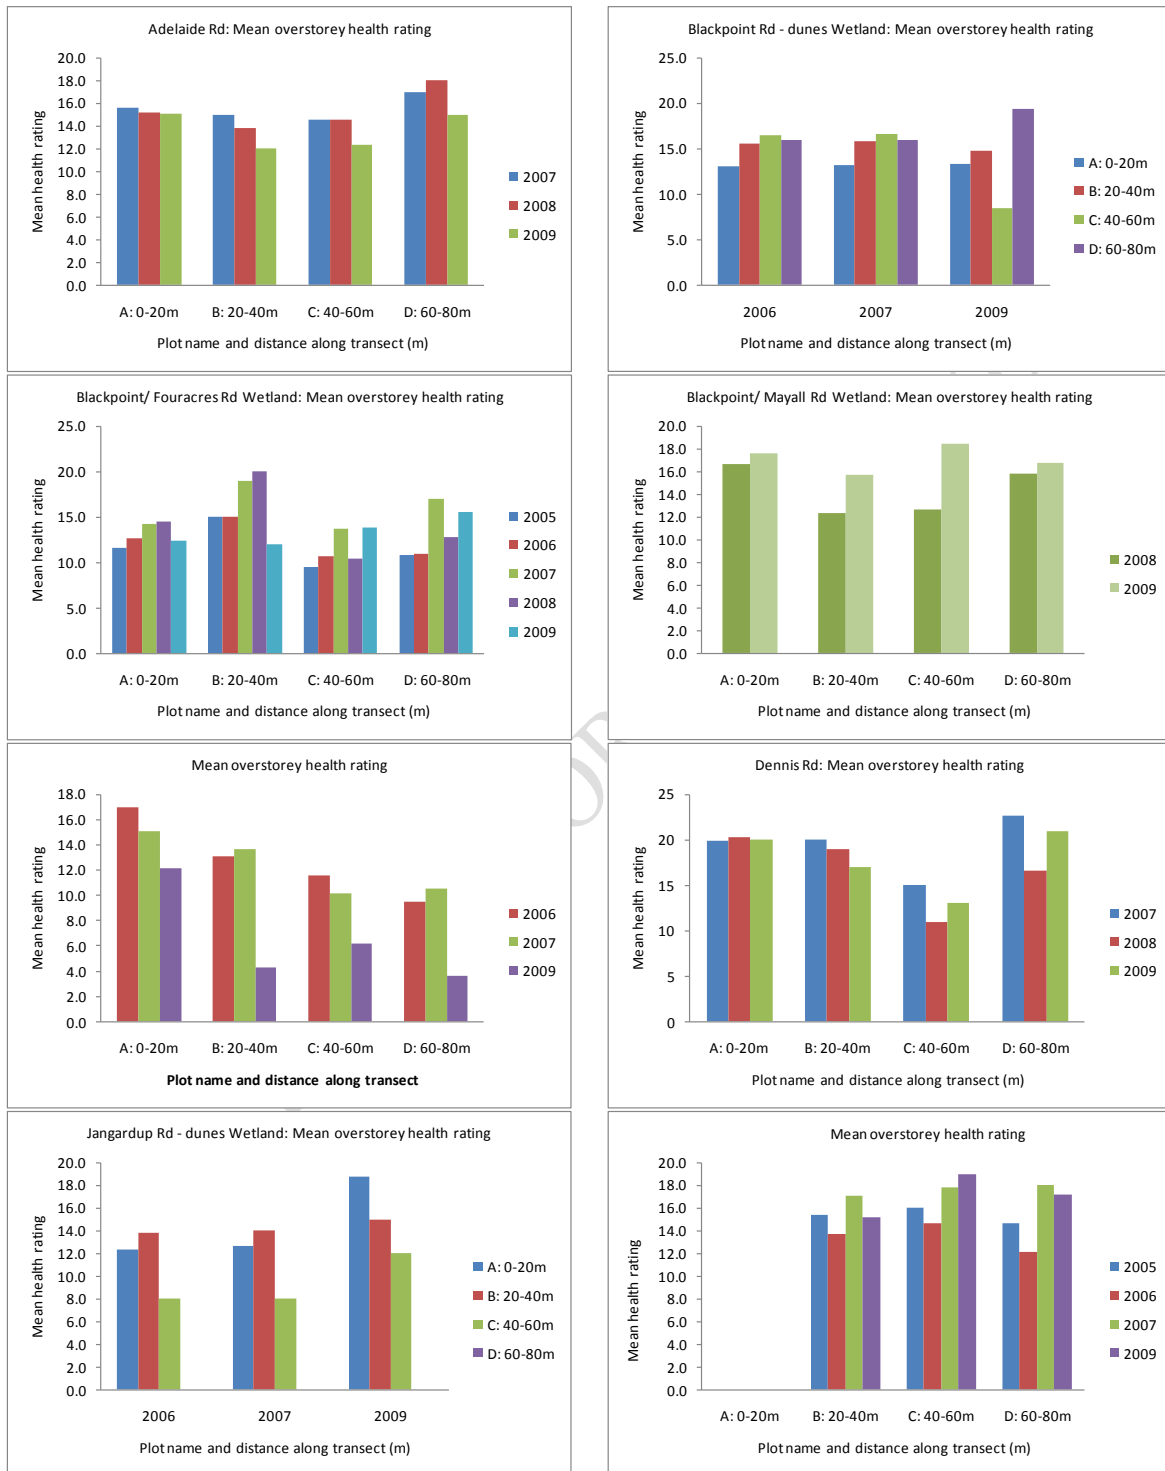 Adelaide Rd: Mean overstorey health rating
20.0
18.0
16.0
14.0
12.0
10.0
8.0
6.0
4.0
2.0
0.0
Mean health rating
A: 0-20m B: 20-40m C: 40-60m D: 60-80m
Plot name and distance along transect (m)
2007
2008
2009
Blackpoint Rd - dunes Wetland: Mean overstorey health rating
25.0
20.0
15.0
10.0
5.0
0.0
Mean health rating
2006 2007 2009
Plot name and distance along transect (m)
A: 0-20m
B: 20-40m
C: 40-60m
D: 60-80m
Blackpoint/ Fouracres Rd Wetland: Mean overstorey health rating
25.0
20.0
15.0
10.0
5.0
0.0
Mean health rating
A: 0-20m B: 20-40m C: 40-60m D: 60-80m
Plot name and distance along transect (m)
2005
2006
2007
2008
2009
Blackpoint/ Mayall Rd Wetland: Mean overstorey health rating
20.0
18.0
16.0
14.0
12.0
10.0
8.0
6.0
4.0
2.0
0.0
Mean health rating
A: 0-20m B: 20-40m C: 40-60m D: 60-80m
Plot name and distance along transect (m)
2008
2009
Mean overstorey health rating
18.0
16.0
14.0
12.0
10.0
8.0
6.0
4.0
2.0
0.0
Mean health rating
A: 0-20m B: 20-40m C: 40-60m D: 60-80m
Plot name and distance along transect
2006
2007
2009
Dennis Rd: Mean overstorey health rating
25
20
15
10
5
0
Mean health rating
A: 0-20m B: 20-40m C: 40-60m D: 60-80m
Plot name and distance along transect (m)
2007
2008
2009
Jangardup Rd - dunes Wetland: Mean overstorey health rating
20.0
18.0
16.0
14.0
12.0
10.0
8.0
6.0
4.0
2.0
0.0
Mean health rating
2006 2007 2009
Plot name and distance along transect (m)
A: 0-20m
B: 20-40m
C: 40-60m
D: 60-80m
Mean overstorey health rating
20.0
18.0
16.0
14.0
12.0
10.0
8.0
6.0
4.0
2.0
0.0
Mean health rating
A: 0-20m B: 20-40m C: 40-60m D: 60-80m
Plot name and distance along transect (m)
2005
2006
2007
2009